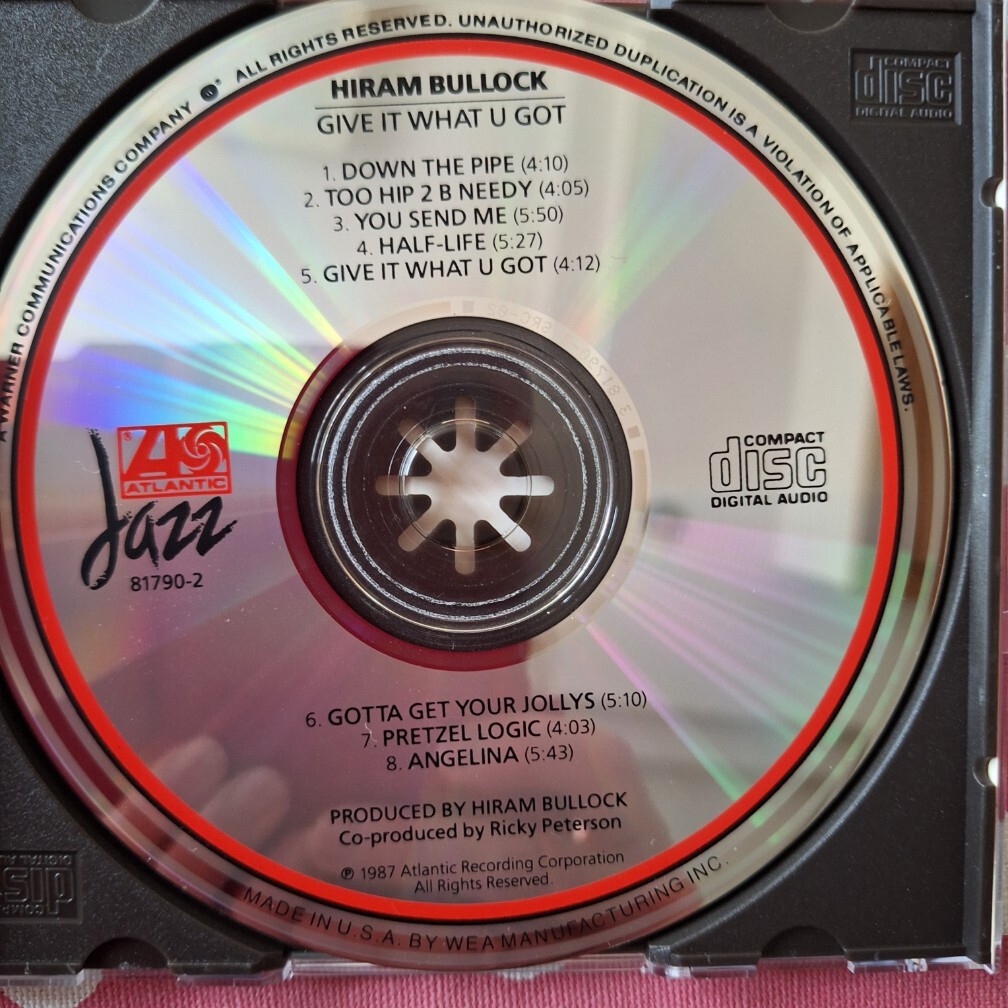 A WARNER COMMUNICATIONS COMPANY ALL RIGHTS RESERVED. UNAUTHORIZED DUPLICATION IS A VIOLATION OF APPLICABLE LAWS.
HIRAM BULLOCK
GIVE IT WHAT U GOT
1. DOWN THE PIPE (4:10)
2. TOO HIP 2 B NEEDY (4:05)
3. YOU SEND ME (5:50)
4. HALF-LIFE (5:27)
5. GIVE IT WHAT U GOT (4:12)
COMPACT
disc
DIGITAL AUDIO
ATLANTIC
Jazz
81790-2
COMPACT
disc
DIGITAL AUDIO
6. GOTTA GET YOUR JOLLYS (5:10)
7. PRETZEL LOGIC (4:03)
8. ANGELINA (5:43)
PRODUCED BY HIRAM BULLOCK
Co-produced by Ricky Peterson
℗ 1987 Atlantic Recording Corporation
All Rights Reserved.
MADE IN U.S.A. BY WEA MANUFACTURING INC.
disc